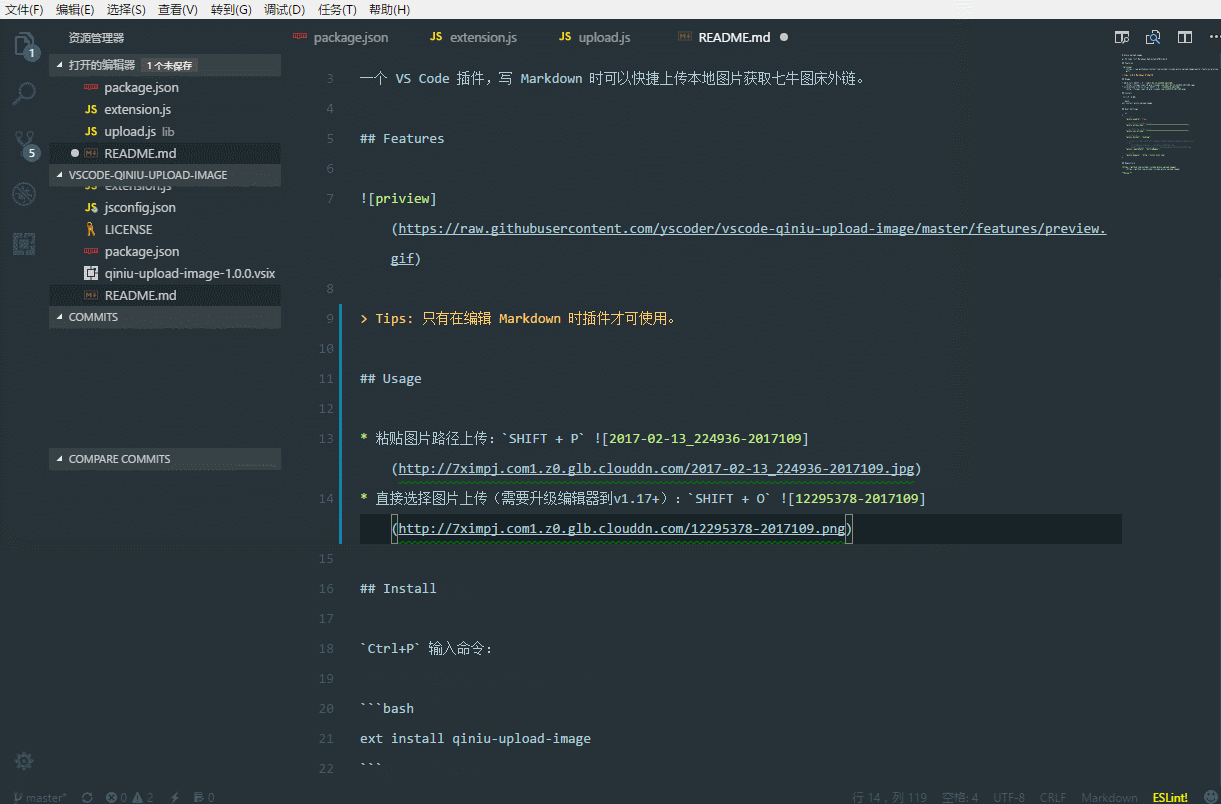 文件(F) 编辑(E) 选择(S) 查看(V) 转到(G) 调试(D) 任务(T) 帮助(H)
资源管理器
打开的编辑器 1 个未保存
package.json
JS extension.js
JS upload.js lib
README.md
VSCODE-QINIU-UPLOAD-IMAGE
JS extension.js
JS jsconfig.json
LICENSE
package.json
qiniu-upload-image-1.0.0.vsix
README.md
COMMITS
COMPARE COMMITS
1
5
package.json JS extension.js JS upload.js README.md
3 一个 VS Code 插件，写 Markdown 时可以快捷上传本地图片获取七牛图床外链。
4
5 ## Features
6
7 ![priview]
(https://raw.githubusercontent.com/yscoder/vscode-qiniu-upload-image/master/features/preview.
gif)
8
9 > Tips: 只有在编辑 Markdown 时插件才可使用。
10
11 ## Usage
12
13 * 粘贴图片路径上传：`SHIFT + P` ![2017-02-13_224936-2017109]
(http://7ximpj.com1.z0.glb.clouddn.com/2017-02-13_224936-2017109.jpg)
14 * 直接选择图片上传（需要升级编辑器到v1.17+）：`SHIFT + O` ![12295378-2017109]
(http://7ximpj.com1.z0.glb.clouddn.com/12295378-2017109.png)
15
16 ## Install
17
18 `Ctrl+P` 输入命令：
19
20 ```bash
21 ext install qiniu-upload-image
22 ```
master* 0 2 0 行 14，列 119 空格: 4 UTF-8 CRLF Markdown ESLint!